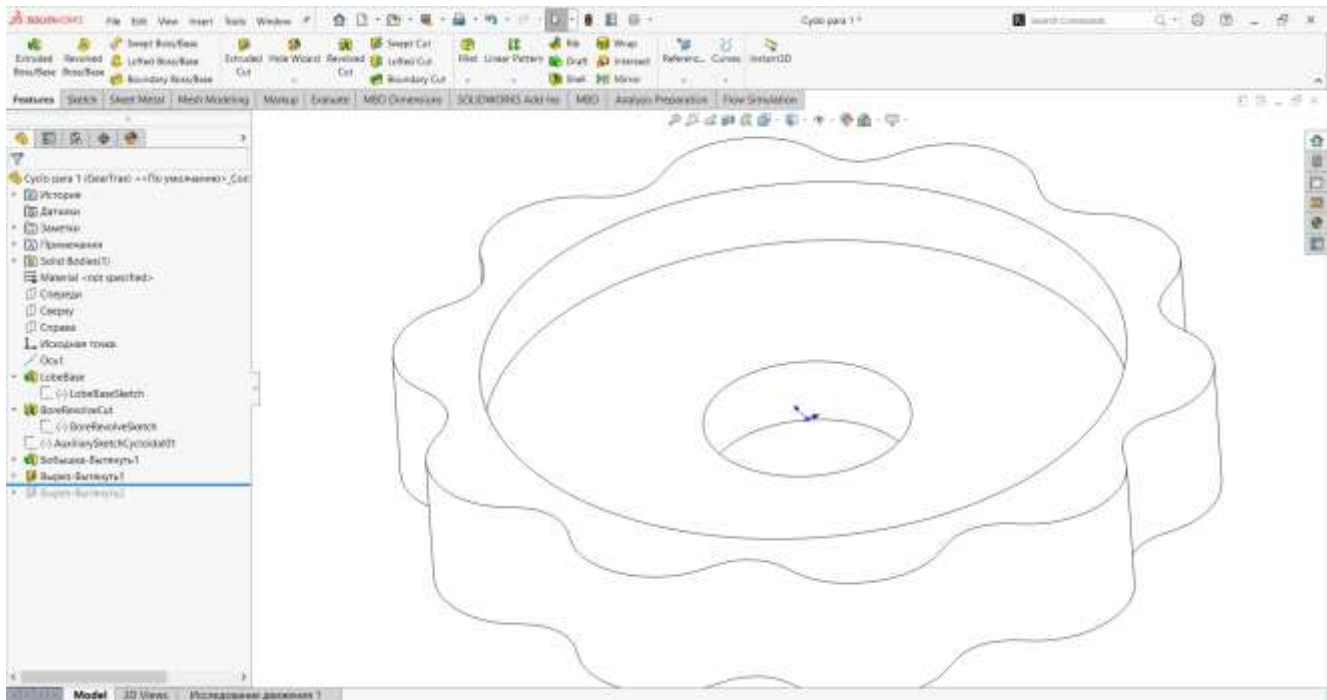 SOLIDWORKS File Edit View Insert Tools Window
Cyclo para 1 *
Search Commands
Extruded Boss/Base
Revolved Boss/Base
Swept Boss/Base
Lofted Boss/Base
Boundary Boss/Base
Extruded Cut
Hole Wizard
Revolved Cut
Swept Cut
Lofted Cut
Boundary Cut
Fillet
Linear Pattern
Rib
Draft
Shell
Wrap
Intersect
Mirror
Referenc...
Curves
Instant3D
Features Sketch Sheet Metal Mesh Modeling Markup Evaluate MBD Dimensions SOLIDWORKS Add-Ins MBD Analysis Preparation Flow Simulation
Cyclo para 1 (GearTrax) <<По умолчанию>_Сос
История
Датчики
Заметки
Примечания
Solid Bodies(1)
Material <not specified>
Спереди
Сверху
Справа
Исходная точка
Ось1
LobeBase
(-) LobeBaseSketch
BoreRevolveCut
(-) BoreRevolveSketch
(-) AuxiliarySketchCycloidal01
Бобышка-Вытянуть1
Вырез-Вытянуть1
Вырез-Вытянуть2
Model 3D Views Исследование движения 1